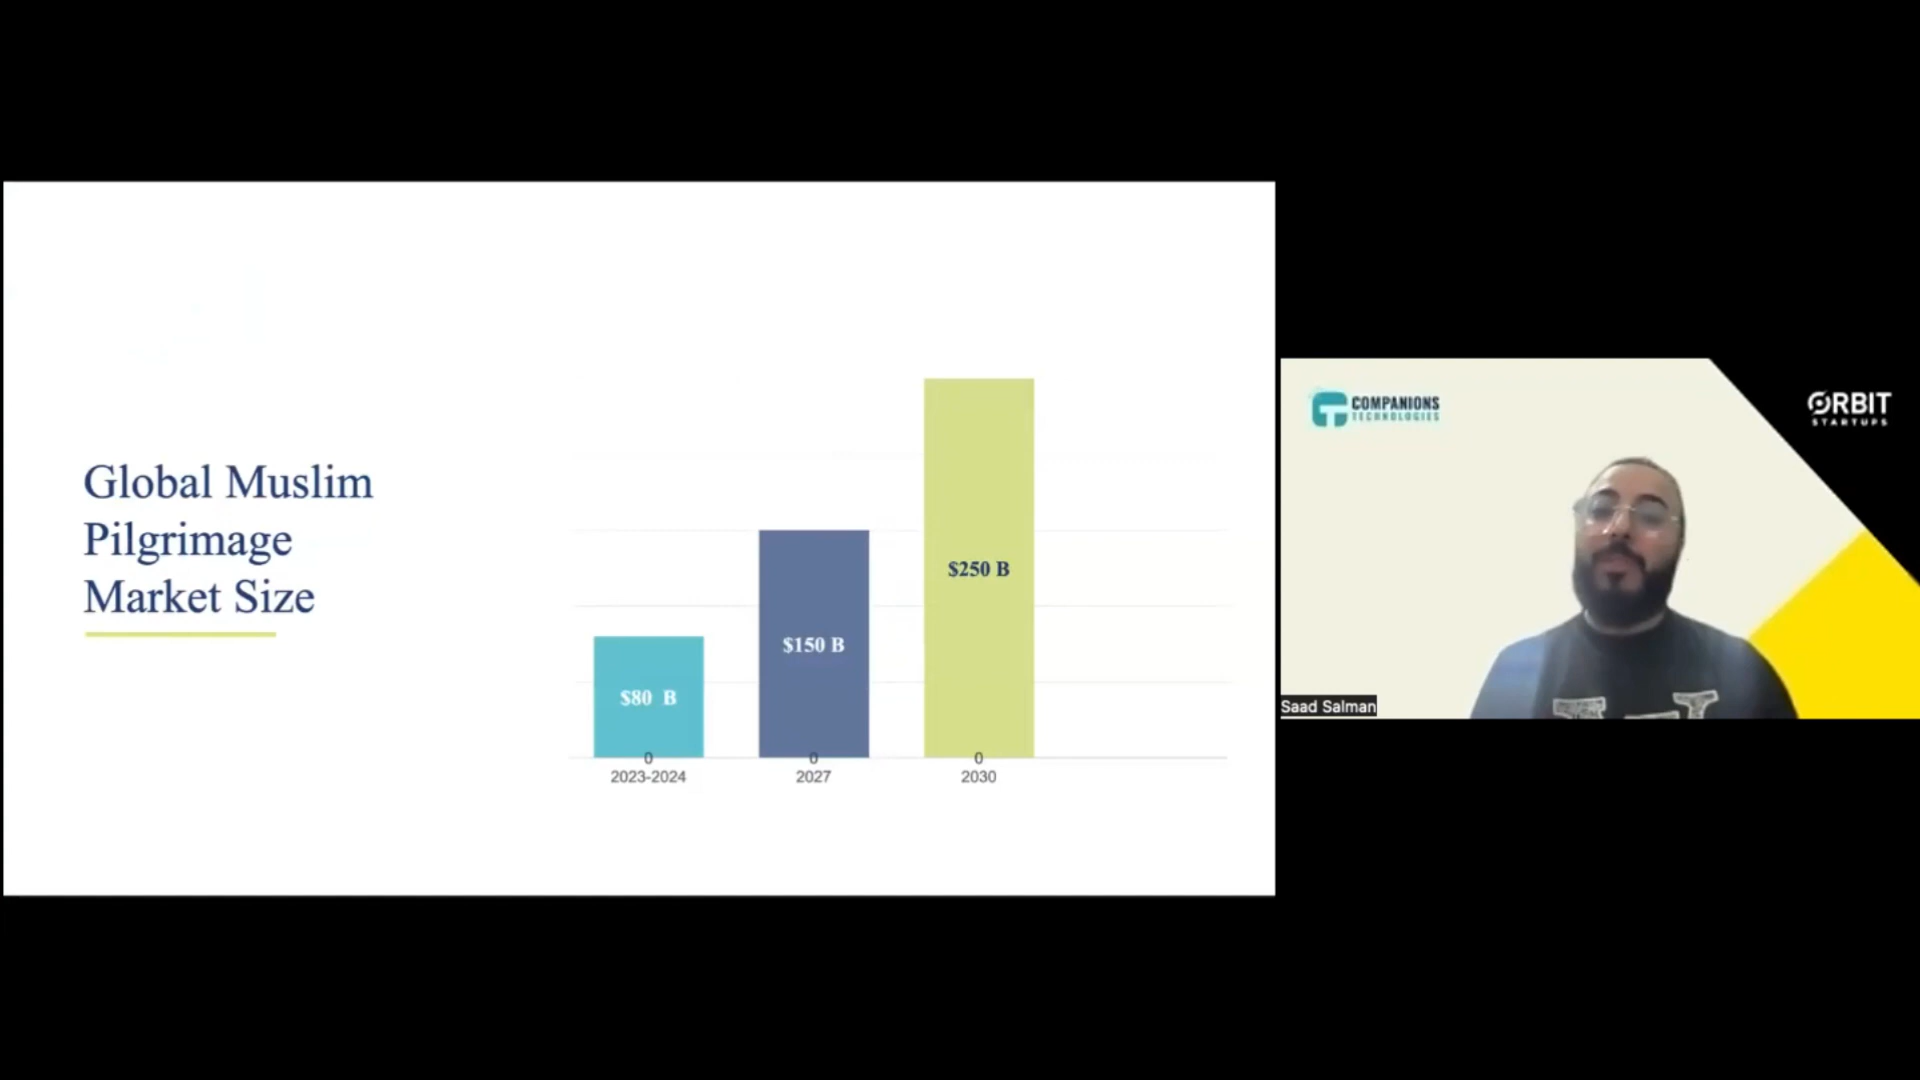 Global Muslim
Pilgrimage
Market Size
$250 B
$150 B
$80 B
0
0
0
2023-2024
2027
2030
COMPANIONS
TECHNOLOGIES
ORBIT
STARTUPS
Saad Salman